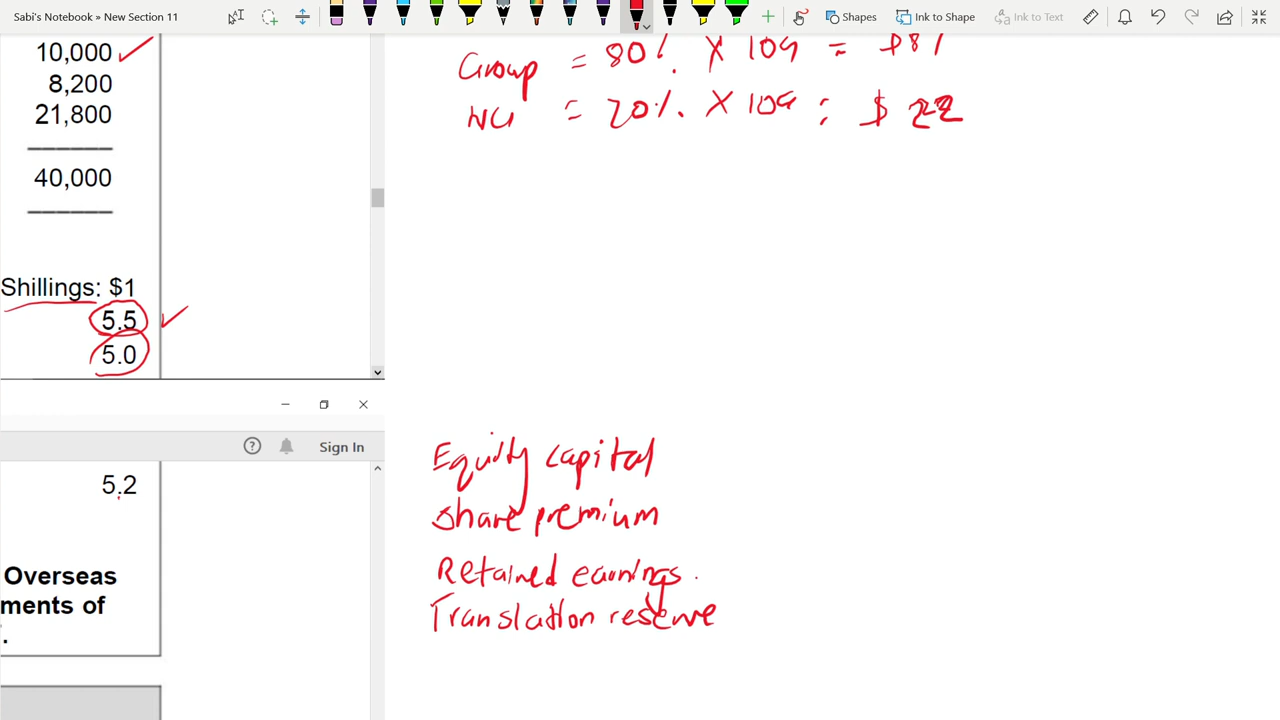 Sabi's Notebook » New Section 11
Shapes
Ink to Shape
Ink to Text
10,000
8,200
21,800
40,000
Shillings: $1
5.5
5.0
Sign In
5.2
Overseas
ments of
.
Group = 80% X 109 = $87
NCI = 20% X 109 = $ 22
Equity capital
Share premium
Retained earnings.
Translation reserve